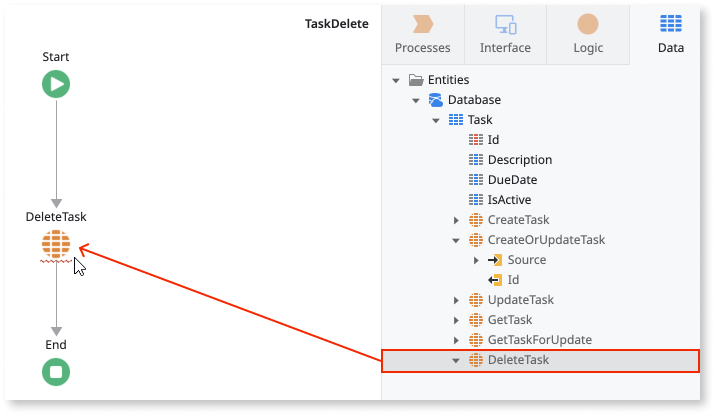 TaskDelete
Start
DeleteTask
End
Processes
Interface
Logic
Data
Entities
Database
Task
Id
Description
DueDate
IsActive
CreateTask
CreateOrUpdateTask
Source
Id
UpdateTask
GetTask
GetTaskForUpdate
DeleteTask